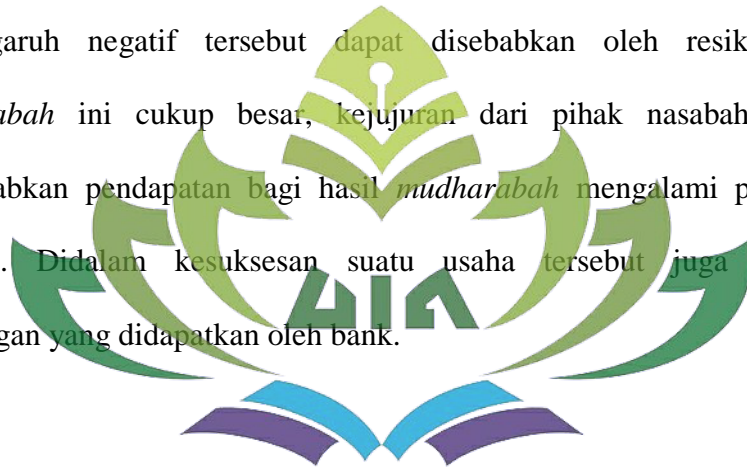 garuh negatif tersebut dapat disebabkan oleh resik
abah ini cukup besar, kejujuran dari pihak nasabah
abkan pendapatan bagi hasil mudharabah mengalami p
. Didalam kesuksesan suatu usaha tersebut juga
gan yang didapatkan oleh bank.
UIN